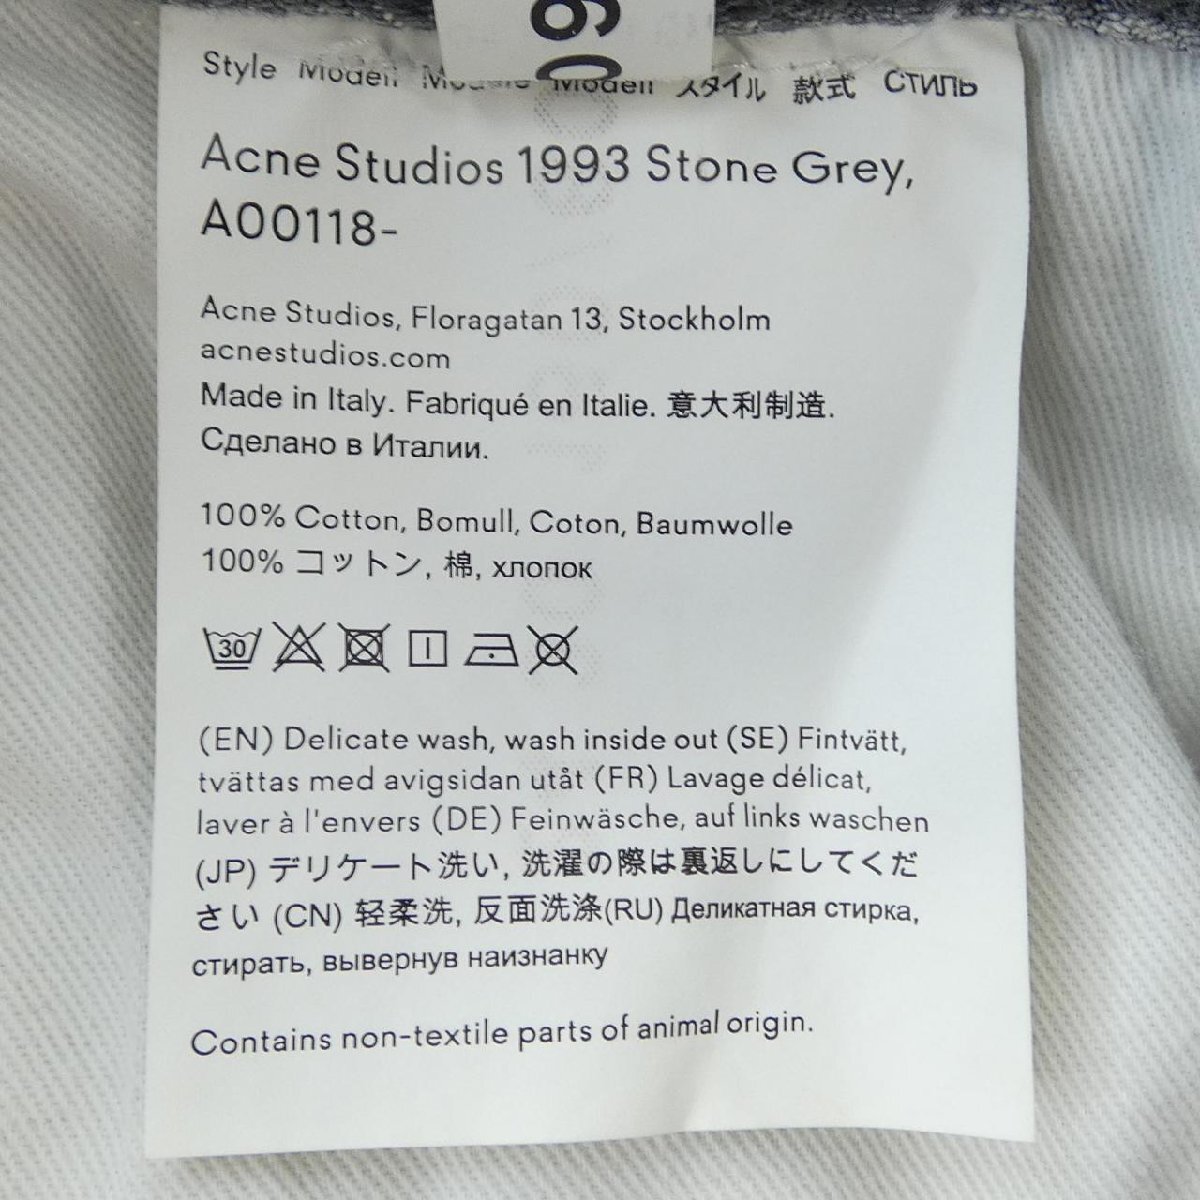 Style Modell Modèle Modell スタイル 款式 СТИЛЬ
Acne Studios 1993 Stone Grey,
A00118-
Acne Studios, Floragatan 13, Stockholm
acnestudios.com
Made in Italy. Fabriqué en Italie. 意大利制造.
Сделано в Италии.
100% Cotton, Bomull, Coton, Baumwolle
100% コットン, 棉, хлопок
30
(EN) Delicate wash, wash inside out (SE) Fintvätt,
tvättas med avigsidan utåt (FR) Lavage délicat,
laver à l'envers (DE) Feinwäsche, auf links waschen
(JP) デリケート洗い, 洗濯の際は裏返しにしてくだ
さい (CN) 轻柔洗, 反面洗涤(RU) Деликатная стирка,
стирать, вывернув наизнанку
Contains non-textile parts of animal origin.